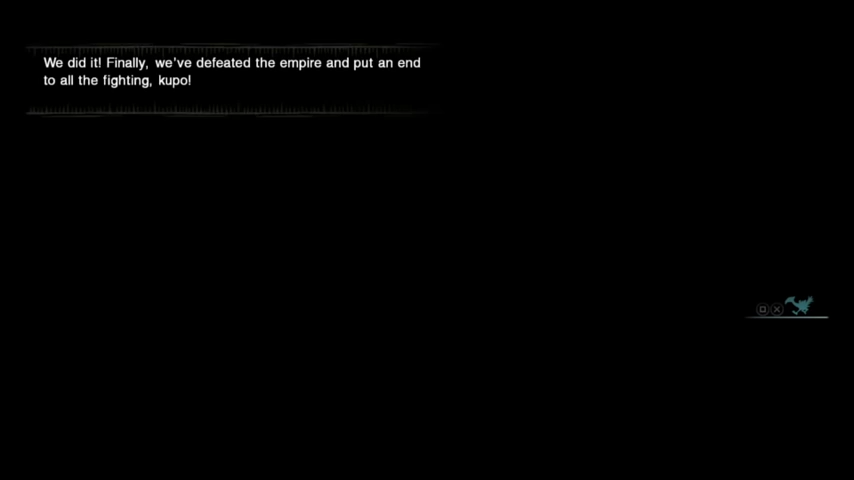 We did it! Finally, we've defeated the empire and put an end
to all the fighting, kupo!